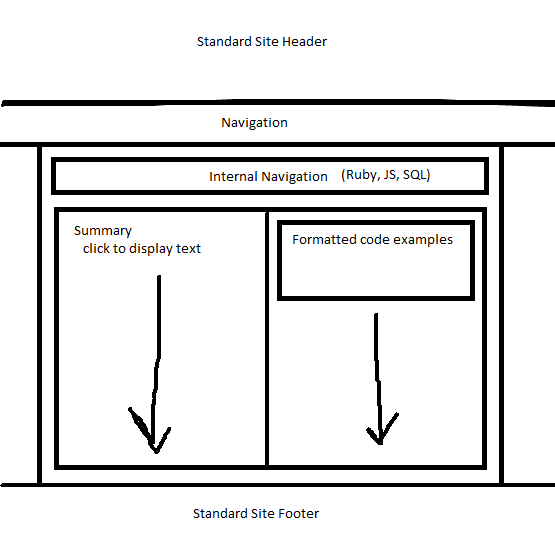 Standard Site Header
Navigation
Internal Navigation (Ruby, JS, SQL)
Summary
click to display text
Formatted code examples
Standard Site Footer